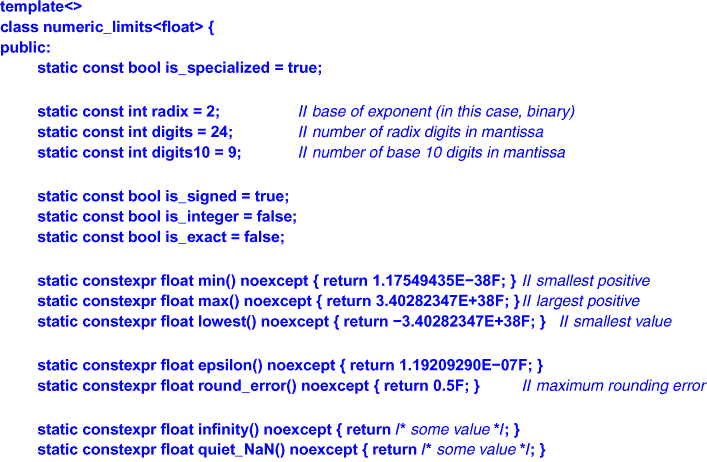 template<>
class numeric_limits<float> {
public:
static const bool is_specialized = true;
static const int radix = 2; // base of exponent (in this case, binary)
static const int digits = 24; // number of radix digits in mantissa
static const int digits10 = 9; // number of base 10 digits in mantissa
static const bool is_signed = true;
static const bool is_integer = false;
static const bool is_exact = false;
static constexpr float min() noexcept { return 1.17549435E−38F; } // smallest positive
static constexpr float max() noexcept { return 3.40282347E+38F; } // largest positive
static constexpr float lowest() noexcept { return −3.40282347E+38F; } // smallest value
static constexpr float epsilon() noexcept { return 1.19209290E−07F; }
static constexpr float round_error() noexcept { return 0.5F; } // maximum rounding error
static constexpr float infinity() noexcept { return /* some value */; }
static constexpr float quiet_NaN() noexcept { return /* some value */; }